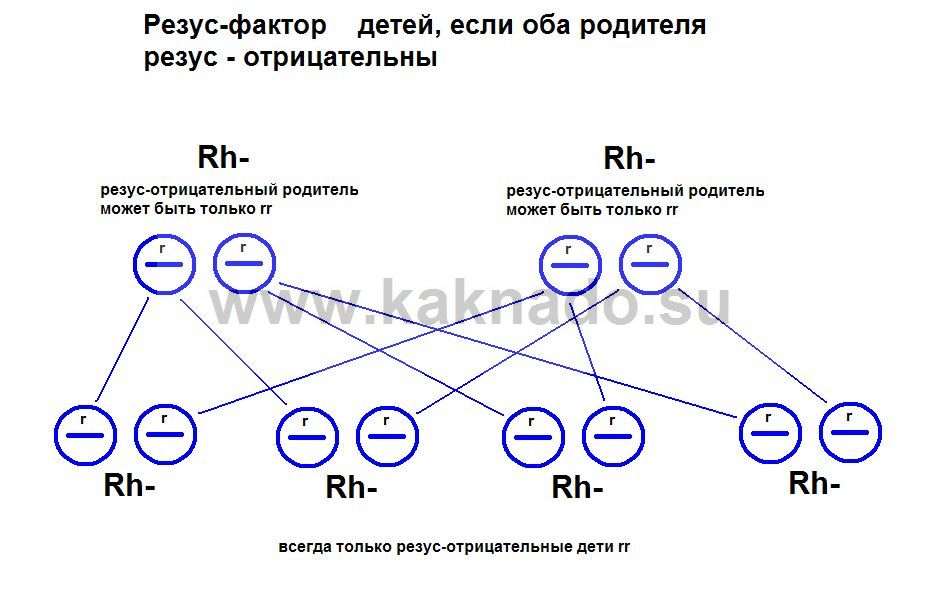 Резус-фактор детей, если оба родителя
резус - отрицательны
Rh-
Rh-
резус-отрицательный родитель
может быть только rr
резус-отрицательный родитель
может быть только rr
r r r r
www.kaknado.su
r r r r r r r r
Rh- Rh- Rh- Rh-
всегда только резус-отрицательные дети rr